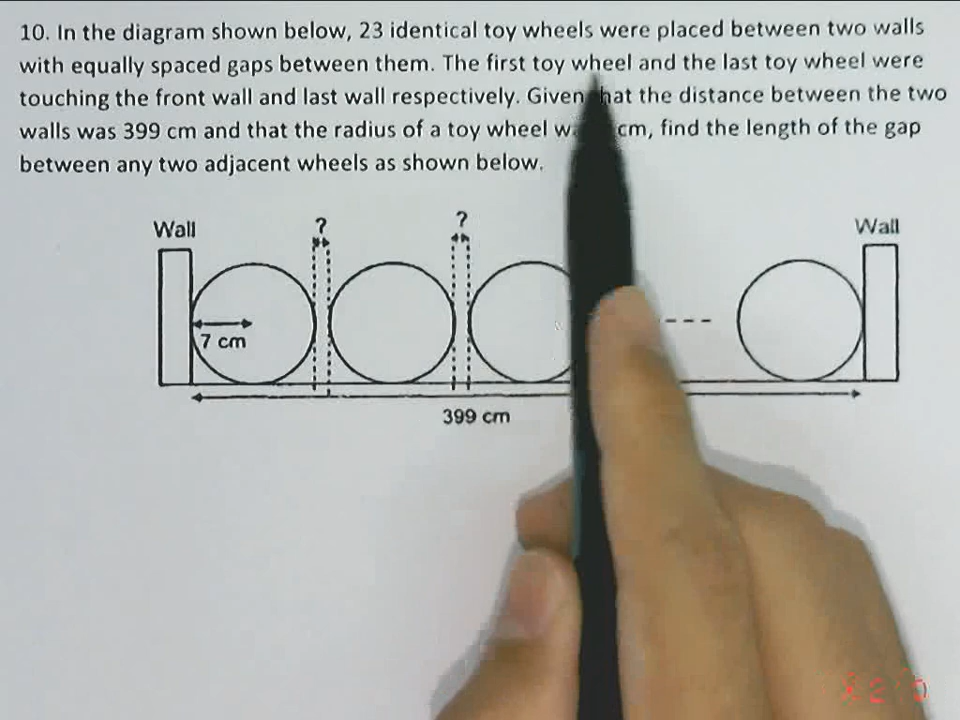 10. In the diagram shown below, 23 identical toy wheels were placed between two walls
with equally spaced gaps between them. The first toy wheel and the last toy wheel were
touching the front wall and last wall respectively. Given hat the distance between the two
walls was 399 cm and that the radius of a toy wheel cm, find the length of the gap
between any two adjacent wheels as shown below.
Wall ? ? Wall
7 cm
399 cm